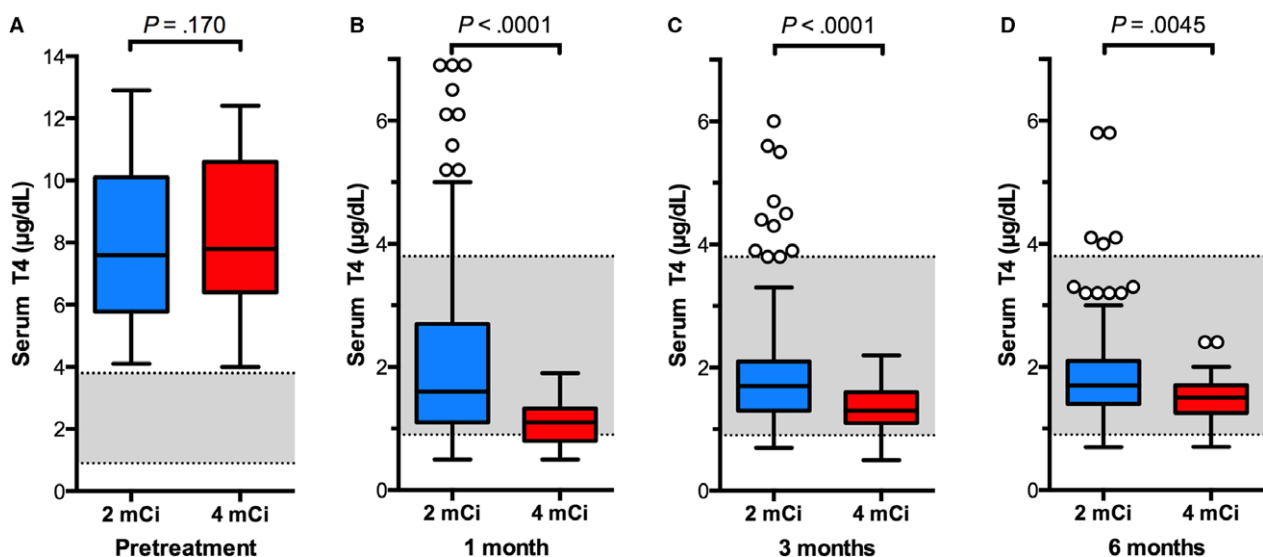 A
P = .170
Serum T4 (µg/dL)
14
12
10
8
6
4
2
0
2 mCi
4 mCi
Pretreatment
B
P < .0001
Serum T4 (µg/dL)
6
4
2
0
2 mCi
4 mCi
1 month
C
P < .0001
Serum T4 (µg/dL)
6
4
2
0
2 mCi
4 mCi
3 months
D
P = .0045
Serum T4 (µg/dL)
6
4
2
0
2 mCi
4 mCi
6 months